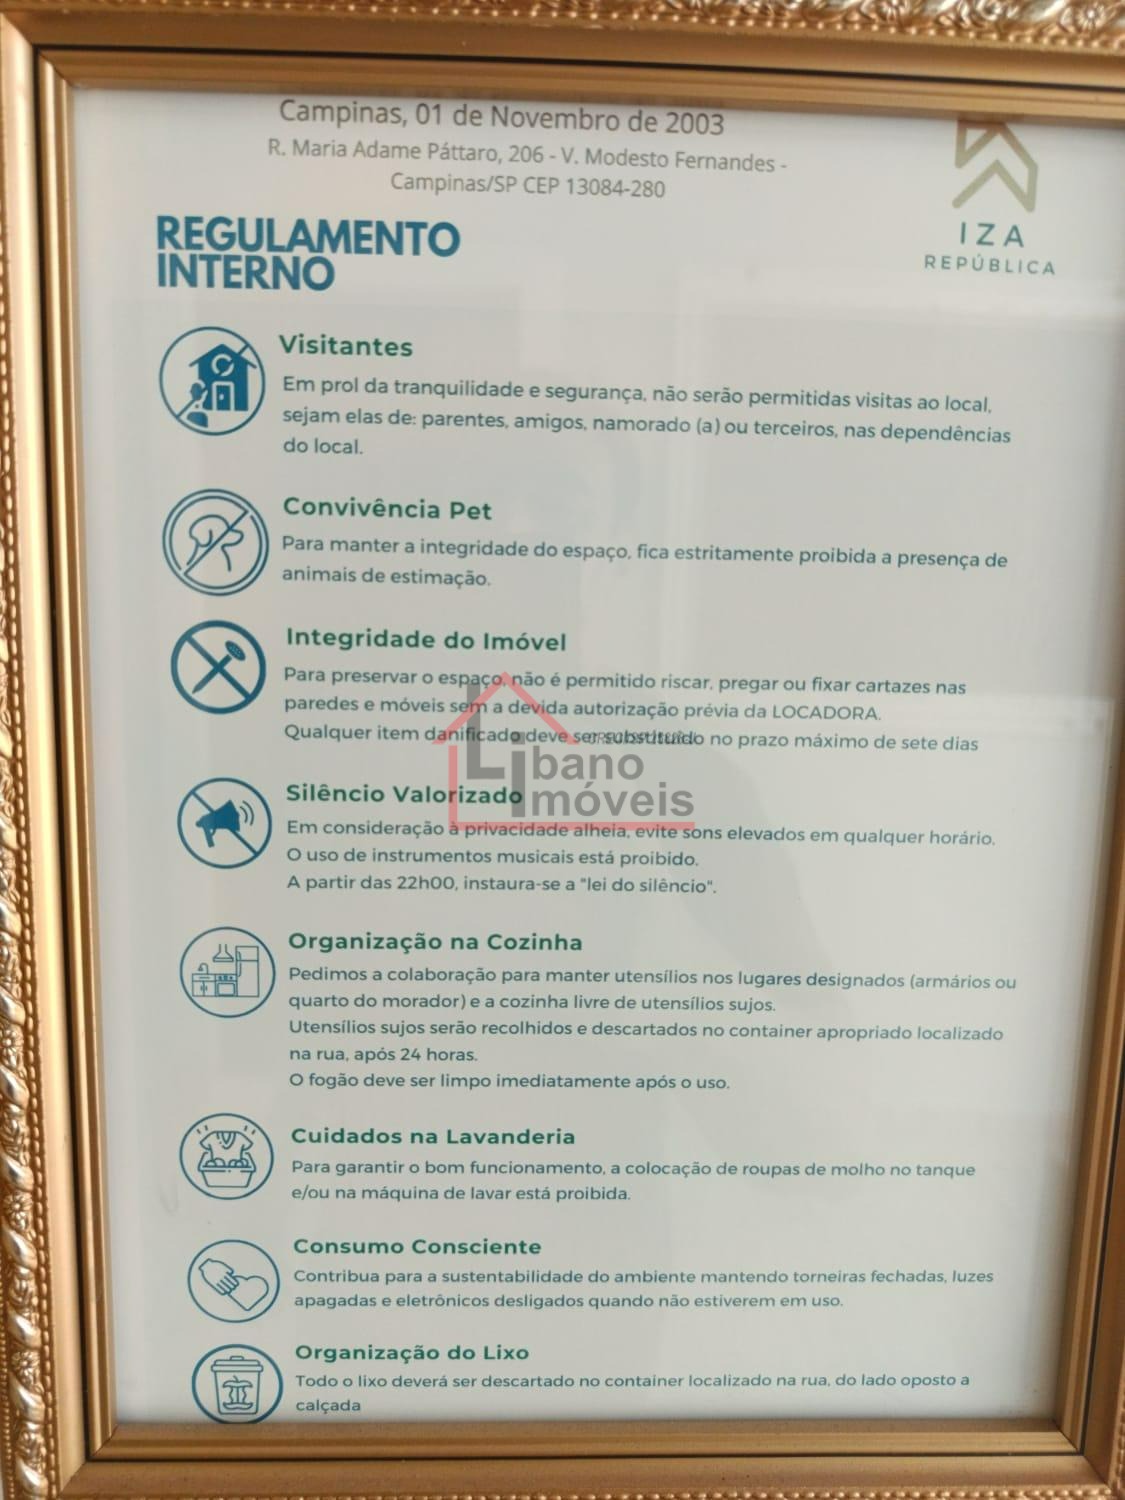 Campinas, 01 de Novembro de 2003
R. Maria Adame Páttaro, 206 - V. Modesto Fernandes -
Campinas/SP CEP 13084-280
IZA
REPÚBLICA
REGULAMENTO
INTERNO
Visitantes
Em prol da tranquilidade e segurança, não serão permitidas visitas ao local,
sejam elas de: parentes, amigos, namorado (a) ou terceiros, nas dependências
do local.
Convivência Pet
Para manter a integridade do espaço, fica estritamente proibida a presença de
animais de estimação.
Integridade do Imóvel
Para preservar o espaço, não é permitido riscar, pregar ou fixar cartazes nas
paredes e móveis sem a devida autorização prévia da LOCADORA.
Qualquer item danificado deve ser substituído no prazo máximo de sete dias
Libano
Imóveis
Silêncio Valorizado
Em consideração à privacidade alheia, evite sons elevados em qualquer horário.
O uso de instrumentos musicais está proibido.
A partir das 22h00, instaura-se a "lei do silêncio".
Organização na Cozinha
Pedimos a colaboração para manter utensílios nos lugares designados (armários ou
quarto do morador) e a cozinha livre de utensílios sujos.
Utensílios sujos serão recolhidos e descartados no container apropriado localizado
na rua, após 24 horas.
O fogão deve ser limpo imediatamente após o uso.
Cuidados na Lavanderia
Para garantir o bom funcionamento, a colocação de roupas de molho no tanque
e/ou na máquina de lavar está proibida.
Consumo Consciente
Contribua para a sustentabilidade do ambiente mantendo torneiras fechadas, luzes
apagadas e eletrônicos desligados quando não estiverem em uso.
Organização do Lixo
Todo o lixo deverá ser descartado no container localizado na rua, do lado oposto a
calçada